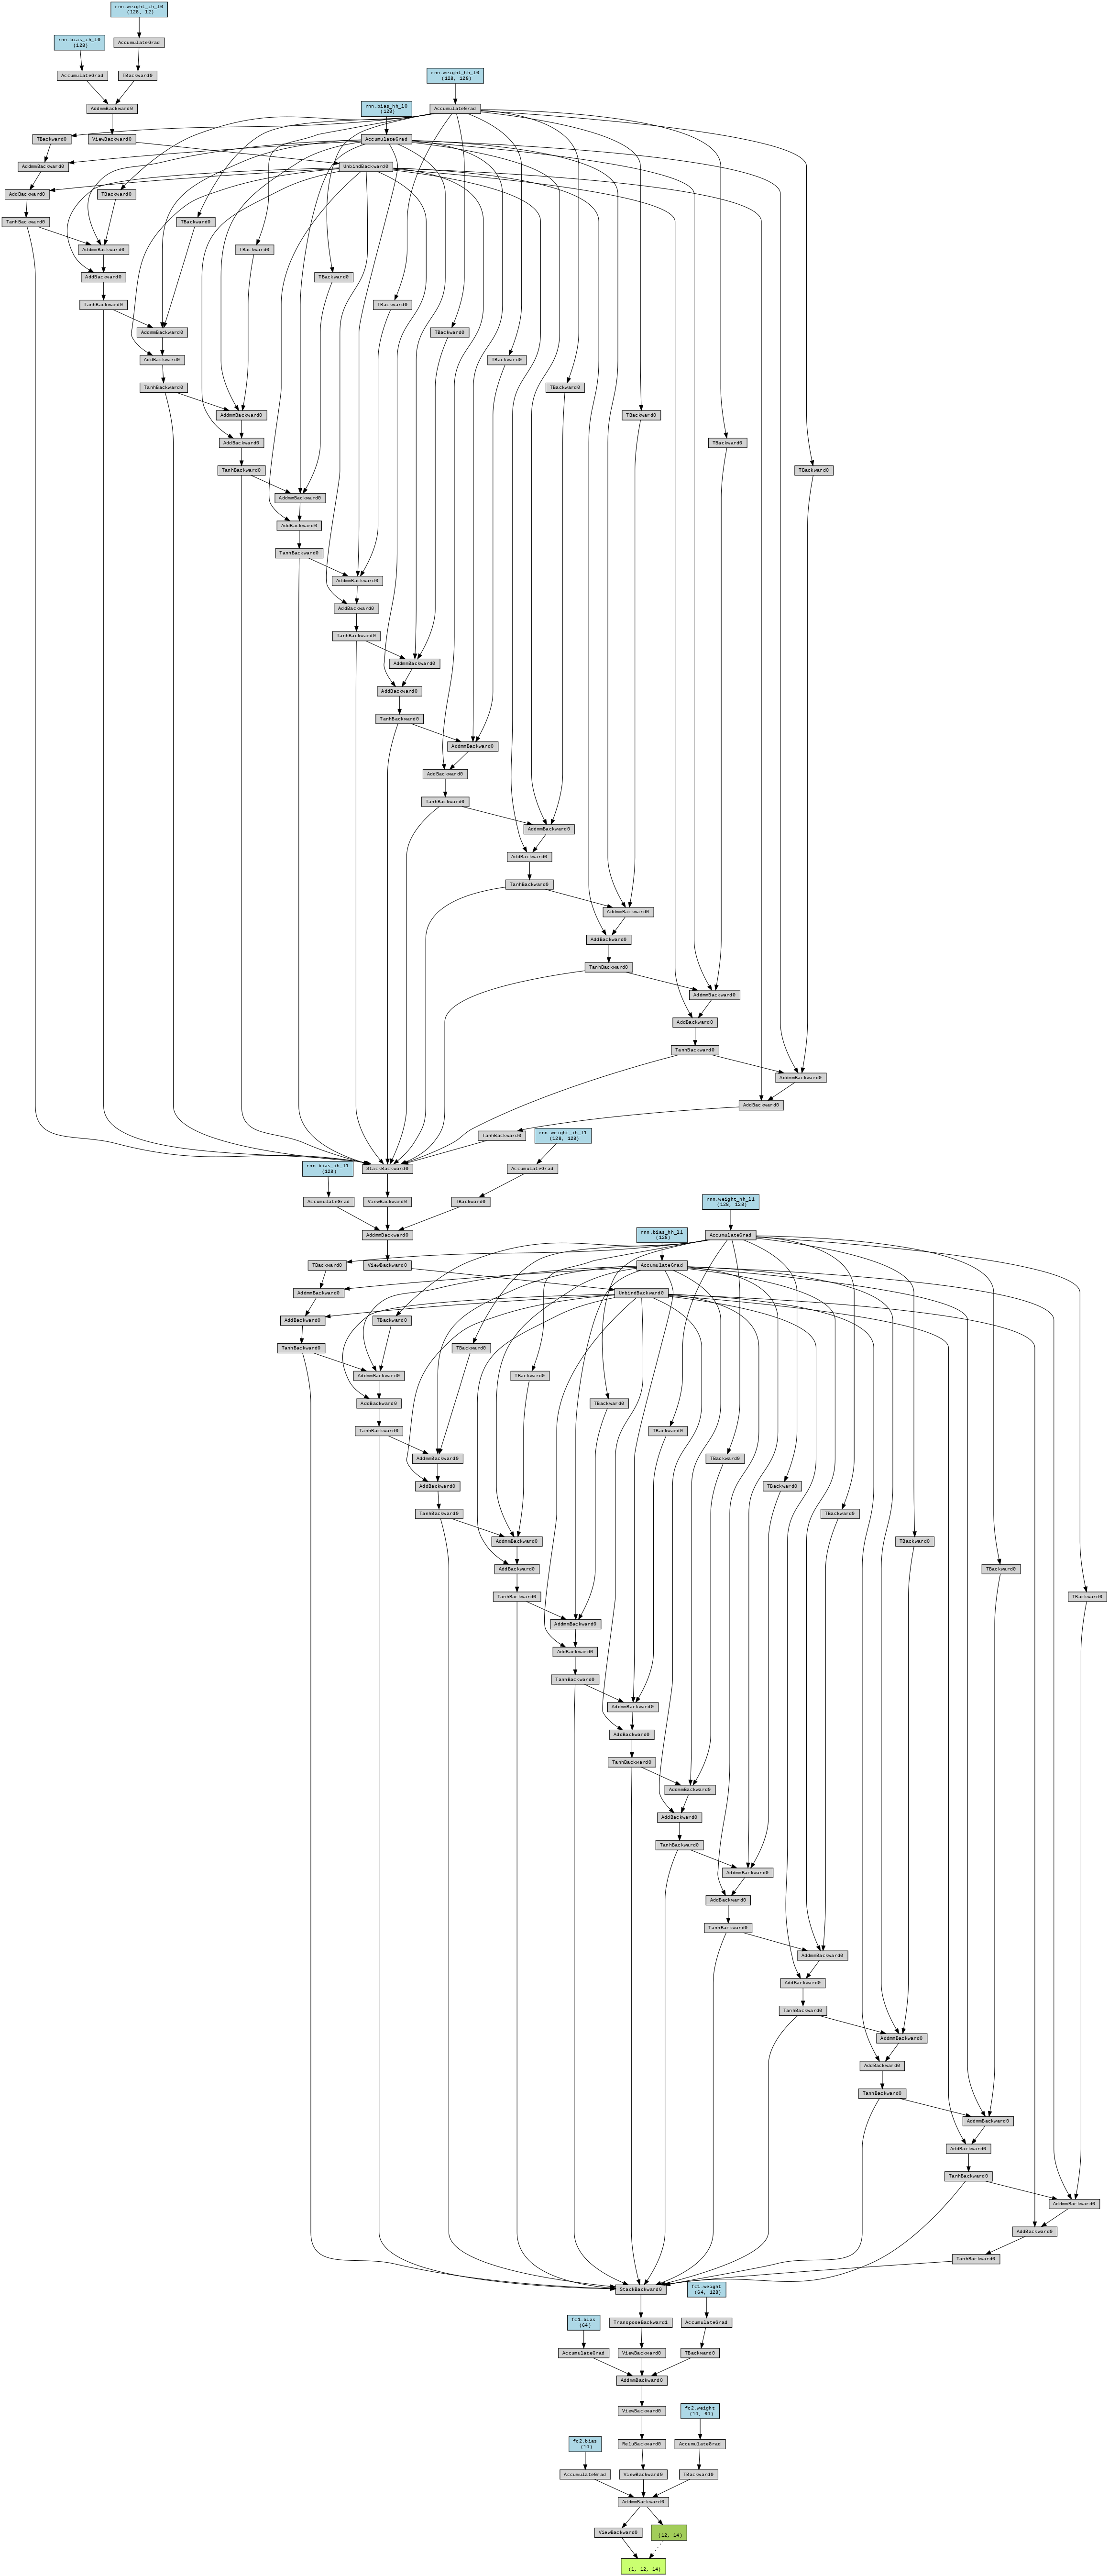 rnn.weight_ih_l0
(128, 12)
rnn.bias_ih_l0
(128)
AccumulateGrad
AccumulateGrad
TBackward0
rnn.weight_hh_l0
(128, 128)
AddmmBackward0
rnn.bias_hh_l0
(128)
AccumulateGrad
TBackward0
ViewBackward0
AccumulateGrad
AddmmBackward0
UnbindBackward0
AddBackward0
TBackward0
TanhBackward0
TBackward0
AddmmBackward0
TBackward0
AddBackward0
TBackward0
TanhBackward0
TBackward0
AddmmBackward0
TBackward0
AddBackward0
TBackward0
TanhBackward0
TBackward0
AddmmBackward0
TBackward0
AddBackward0
TBackward0
TanhBackward0
TBackward0
AddmmBackward0
AddBackward0
TanhBackward0
AddmmBackward0
AddBackward0
TanhBackward0
AddmmBackward0
AddBackward0
TanhBackward0
AddmmBackward0
AddBackward0
TanhBackward0
AddmmBackward0
AddBackward0
TanhBackward0
AddmmBackward0
AddBackward0
TanhBackward0
AddmmBackward0
AddBackward0
TanhBackward0
AddmmBackward0
AddBackward0
TanhBackward0
rnn.weight_ih_l1
(128, 128)
rnn.bias_ih_l1
(128)
StackBackward0
AccumulateGrad
AccumulateGrad
ViewBackward0
TBackward0
rnn.weight_hh_l1
(128, 128)
AddmmBackward0
rnn.bias_hh_l1
(128)
AccumulateGrad
TBackward0
ViewBackward0
AccumulateGrad
AddmmBackward0
UnbindBackward0
AddBackward0
TBackward0
TanhBackward0
TBackward0
AddmmBackward0
TBackward0
AddBackward0
TBackward0
TanhBackward0
TBackward0
AddmmBackward0
TBackward0
AddBackward0
TBackward0
TanhBackward0
TBackward0
AddmmBackward0
TBackward0
AddBackward0
TBackward0
TanhBackward0
TBackward0
AddmmBackward0
AddBackward0
TanhBackward0
AddmmBackward0
AddBackward0
TanhBackward0
AddmmBackward0
AddBackward0
TanhBackward0
AddmmBackward0
AddBackward0
TanhBackward0
AddmmBackward0
AddBackward0
TanhBackward0
AddmmBackward0
AddBackward0
TanhBackward0
AddmmBackward0
AddBackward0
TanhBackward0
AddmmBackward0
AddBackward0
TanhBackward0
StackBackward0
fc1.weight
(64, 128)
fc1.bias
(64)
TransposeBackward1
AccumulateGrad
AccumulateGrad
ViewBackward0
TBackward0
AddmmBackward0
ViewBackward0
fc2.weight
(14, 64)
fc2.bias
(14)
ReluBackward0
AccumulateGrad
AccumulateGrad
ViewBackward0
TBackward0
AddmmBackward0
ViewBackward0
(12, 14)
(1, 12, 14)